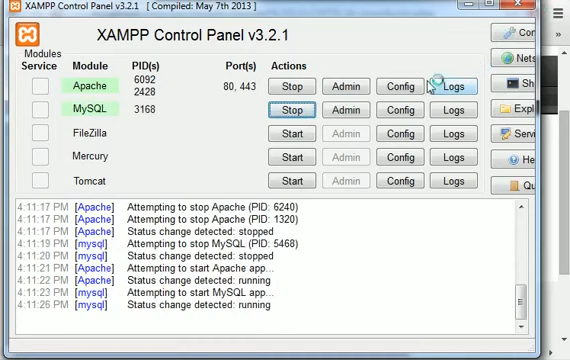 XAMPP Control Panel v3.2.1 [ Compiled: May 7th 2013 ]
XAMPP Control Panel v3.2.1
Modules
Service Module PID(s) Port(s) Actions
Apache 6092 2428 80, 443 Stop Admin Config Logs
MySQL 3168 Stop Admin Config Logs
FileZilla Start Admin Config Logs
Mercury Start Admin Config Logs
Tomcat Start Admin Config Logs
4:11:17 PM [Apache] Attempting to stop Apache (PID: 6240)
4:11:17 PM [Apache] Attempting to stop Apache (PID: 1320)
4:11:17 PM [Apache] Status change detected: stopped
4:11:19 PM [mysql] Attempting to stop MySQL (PID: 5468)
4:11:20 PM [mysql] Status change detected: stopped
4:11:21 PM [Apache] Attempting to start Apache app...
4:11:22 PM [Apache] Status change detected: running
4:11:23 PM [mysql] Attempting to start MySQL app...
4:11:26 PM [mysql] Status change detected: running
Con
Nets
Sh
Expl
Servi
He
Qu